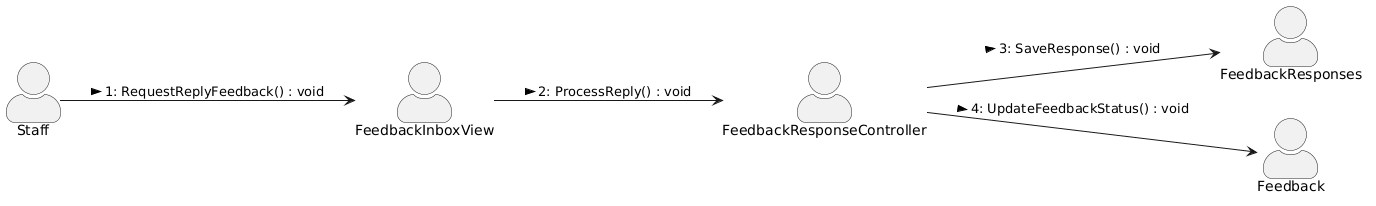 1: RequestReplyFeedback() : void
Staff
2: ProcessReply() : void
FeedbackInboxView
FeedbackResponseController
3: SaveResponse() : void
FeedbackResponses
4: UpdateFeedbackStatus() : void
Feedback